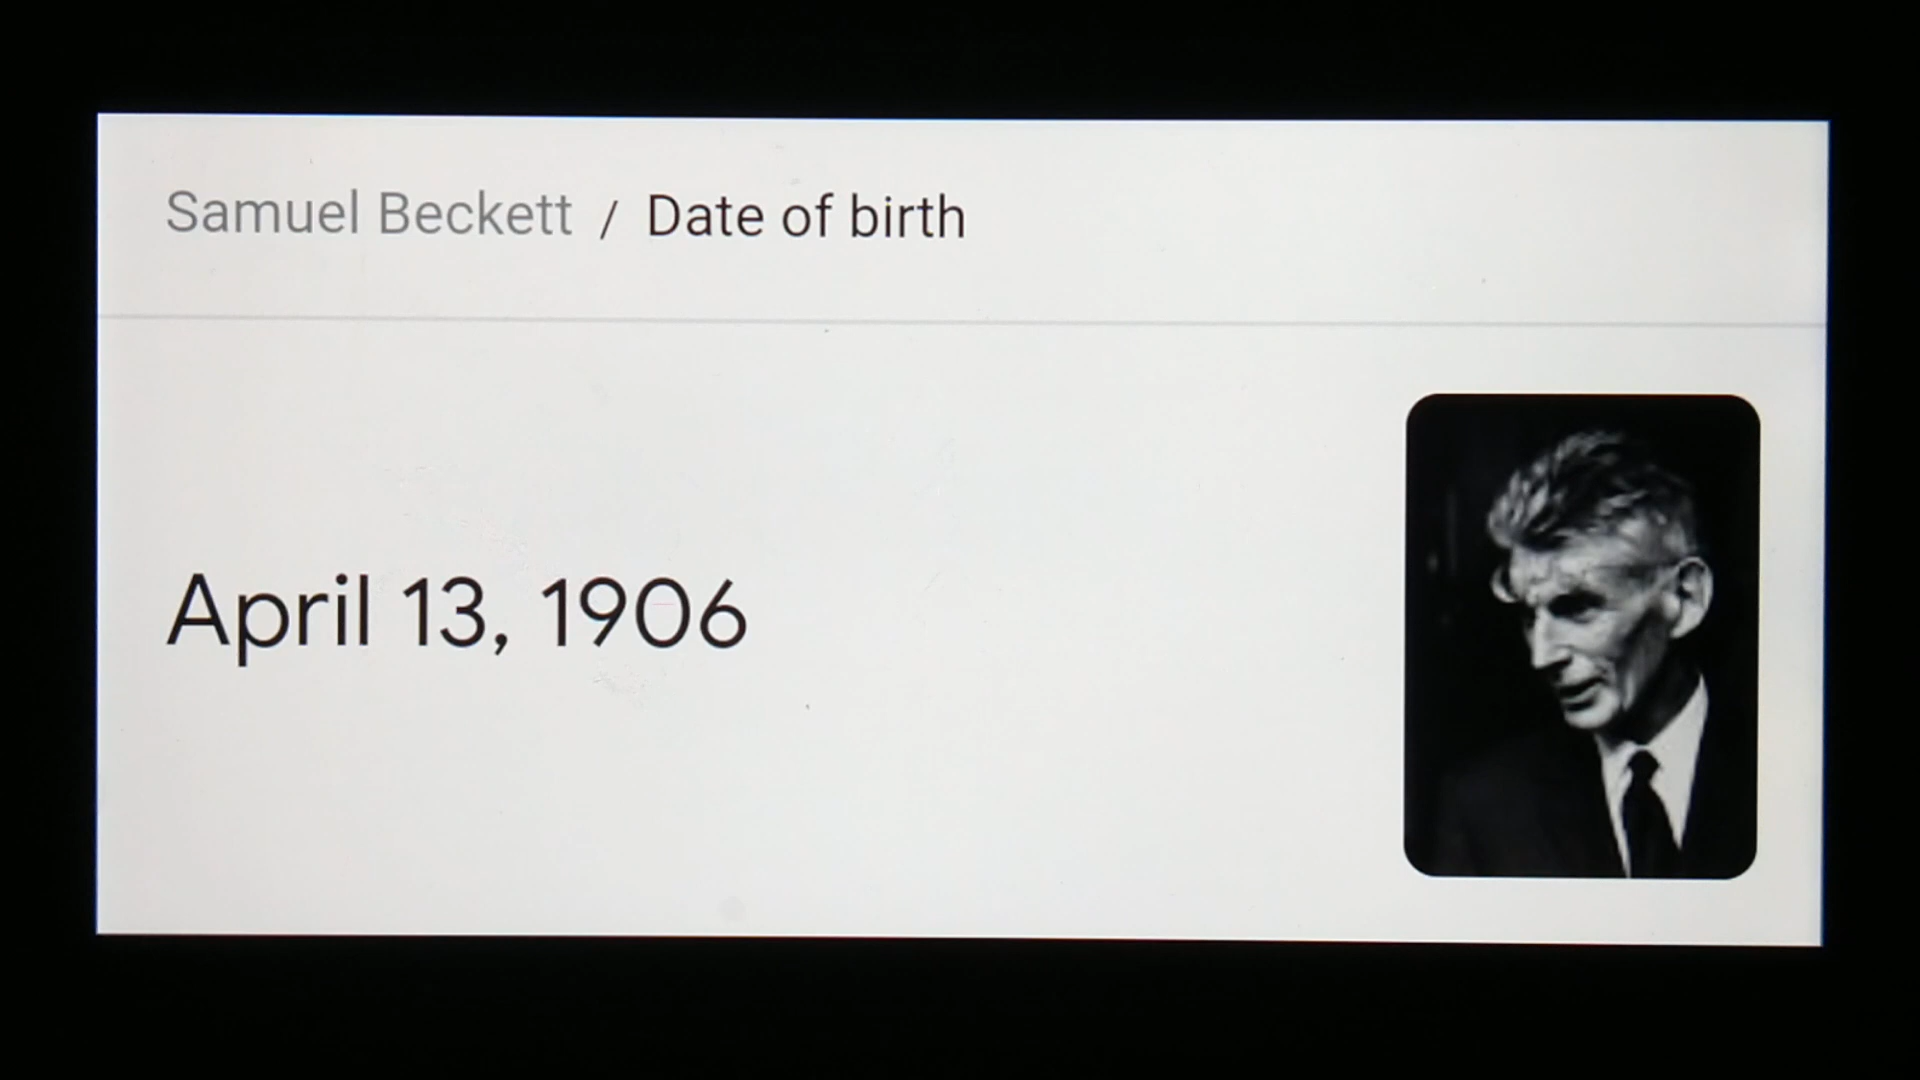 Samuel Beckett / Date of birth
April 13, 1906